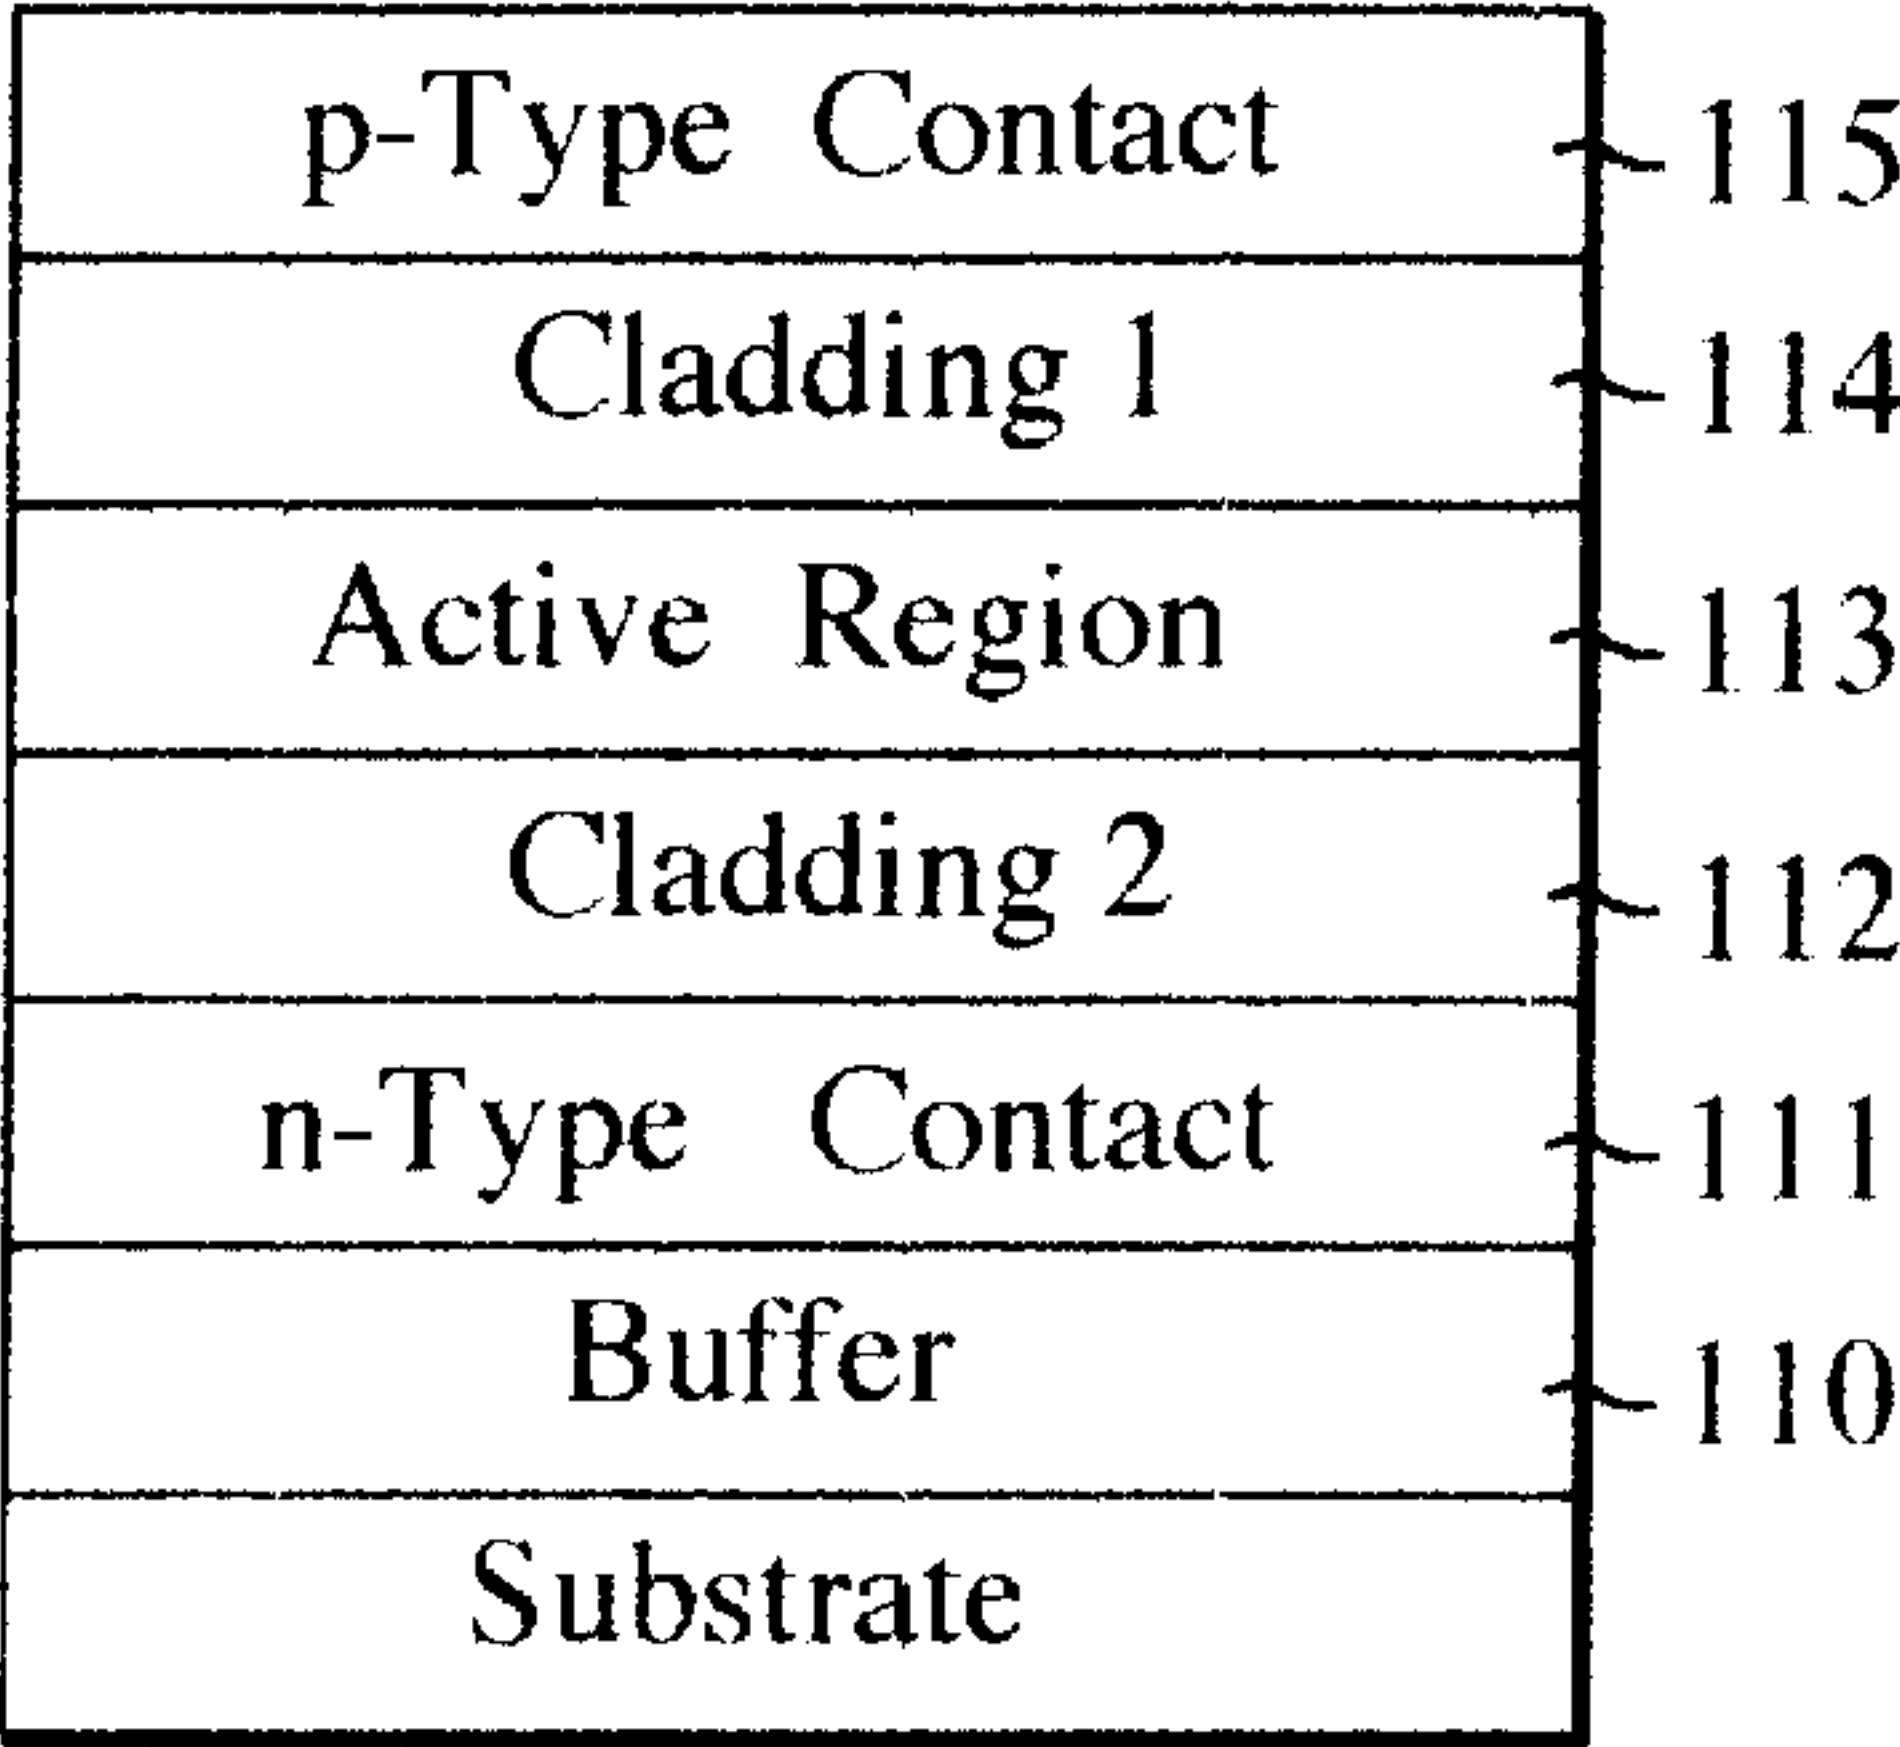 p-Type Contact 115
Cladding 1 114
Active Region 113
Cladding 2 112
n-Type Contact 111
Buffer 110
Substrate